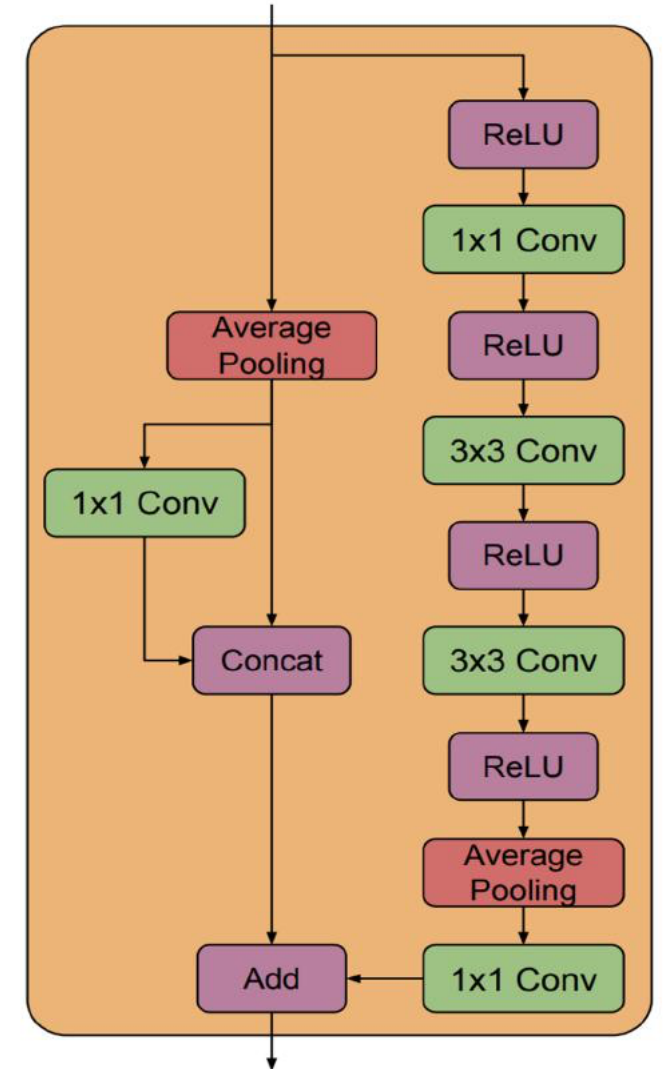 ReLU
1x1 Conv
Average
Pooling
ReLU
3x3 Conv
1x1 Conv
ReLU
Concat
3x3 Conv
ReLU
Average
Pooling
Add
1x1 Conv